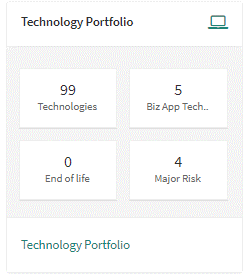 Technology Portfolio
99
Technologies
5
Biz App Tech..
0
End of life
4
Major Risk
Technology Portfolio